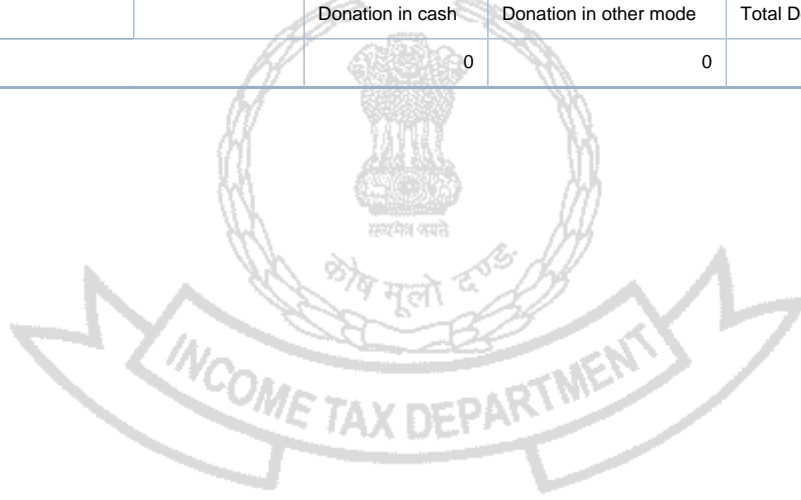 Donation in cash Donation in other mode Total D
0 0
सत्यमेव जयते
कोष मूलो दण्ड:
INCOME TAX DEPARTMENT